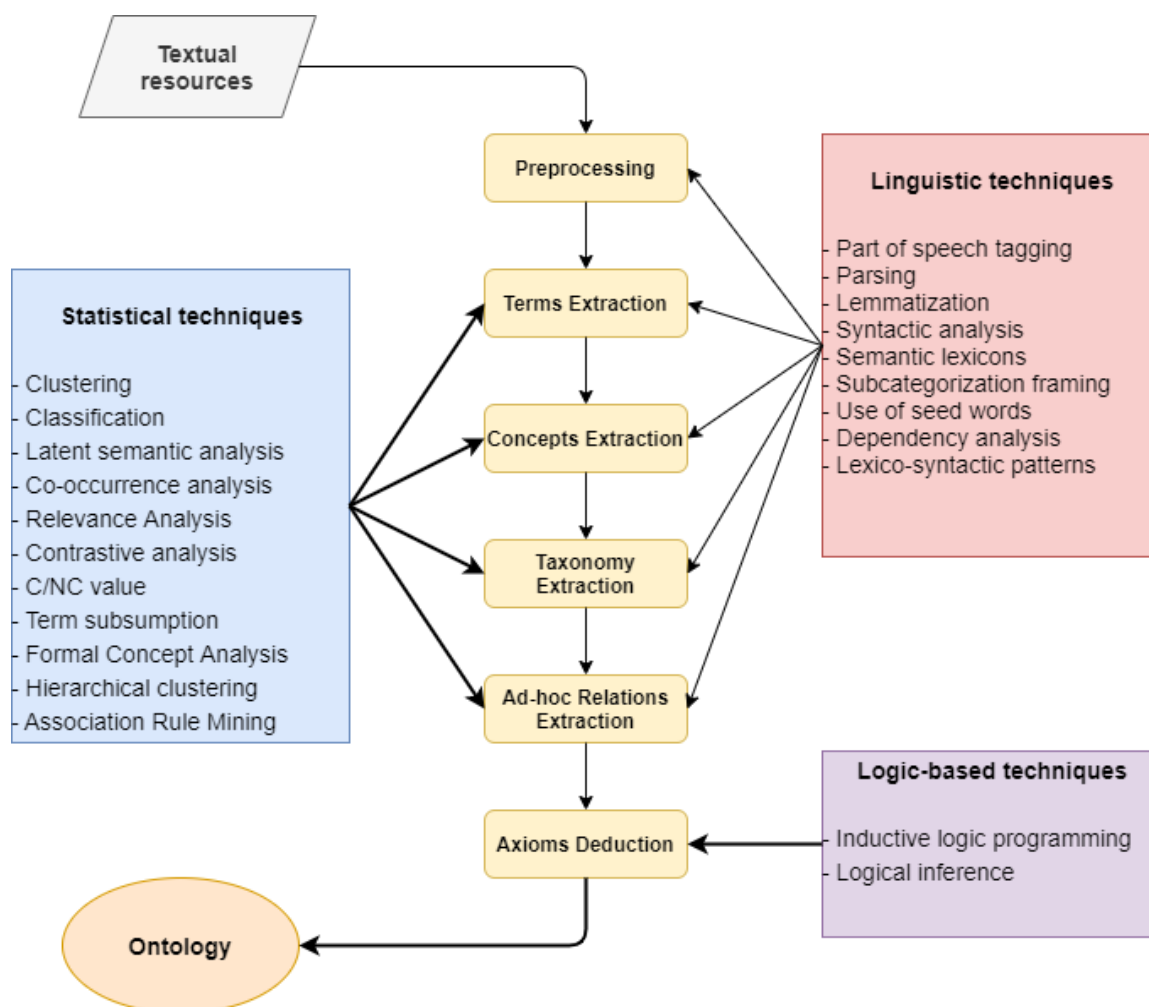 Textual
resources
Preprocessing
Terms Extraction
Concepts Extraction
Taxonomy
Extraction
Ad-hoc Relations
Extraction
Axioms Deduction
Ontology
Statistical techniques
- Clustering
- Classification
- Latent semantic analysis
- Co-occurrence analysis
- Relevance Analysis
- Contrastive analysis
- C/NC value
- Term subsumption
- Formal Concept Analysis
- Hierarchical clustering
- Association Rule Mining
Linguistic techniques
- Part of speech tagging
- Parsing
- Lemmatization
- Syntactic analysis
- Semantic lexicons
- Subcategorization framing
- Use of seed words
- Dependency analysis
- Lexico-syntactic patterns
Logic-based techniques
- Inductive logic programming
- Logical inference